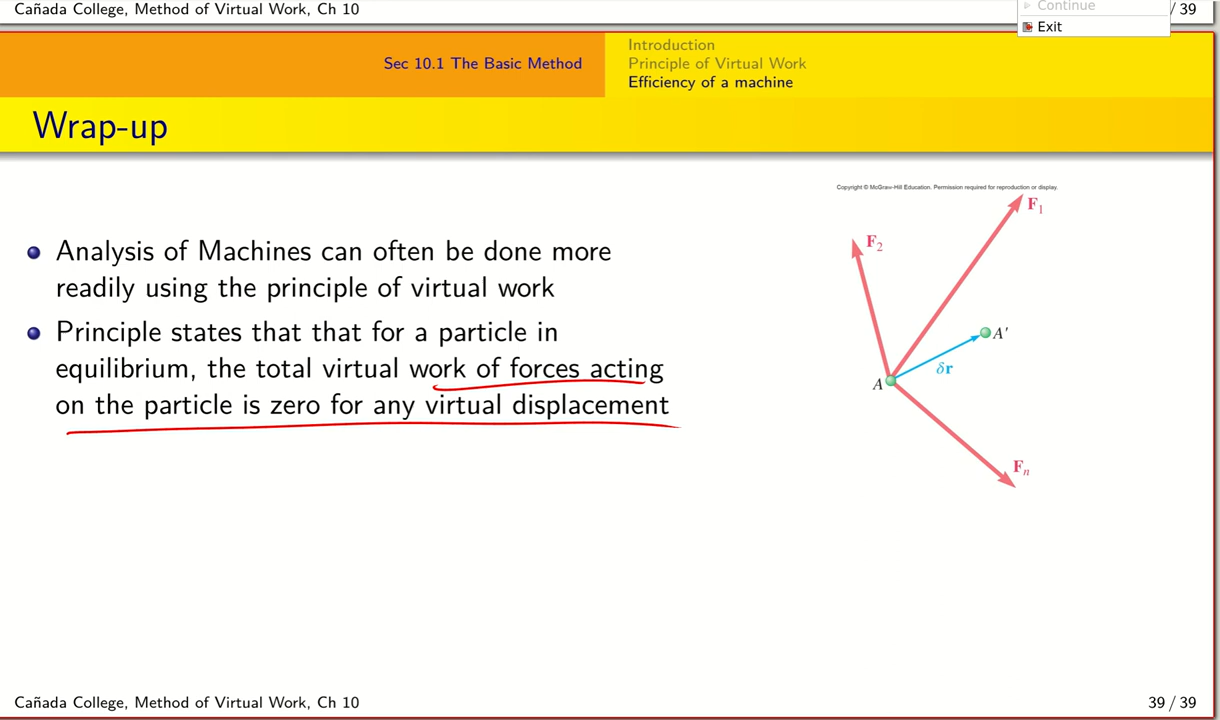 Cañada College, Method of Virtual Work, Ch 10
Continue
/ 39
Exit
Sec 10.1 The Basic Method
Introduction
Principle of Virtual Work
Efficiency of a machine
Wrap-up
Analysis of Machines can often be done more
readily using the principle of virtual work
Principle states that that for a particle in
equilibrium, the total virtual work of forces acting
on the particle is zero for any virtual displacement
Copyright © McGraw-Hill Education. Permission required for reproduction or display.
F1
F2
A′
δr
A
Fn
Cañada College, Method of Virtual Work, Ch 10
39 / 39